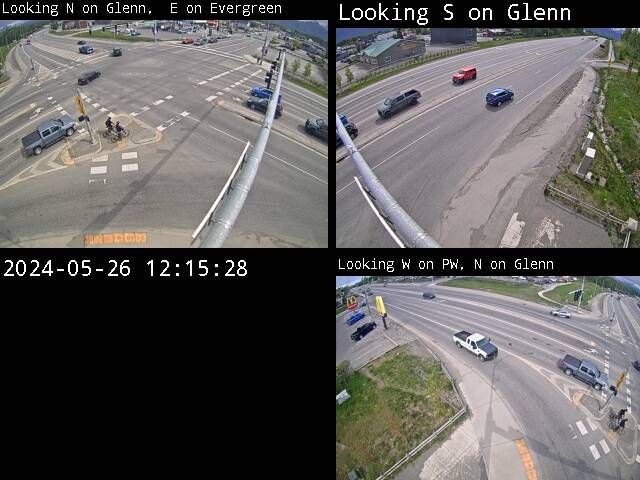 Looking N on Glenn, E on Evergreen
Looking S on Glenn
2024-05-26 12:15:28
Looking W on PW, N on Glenn